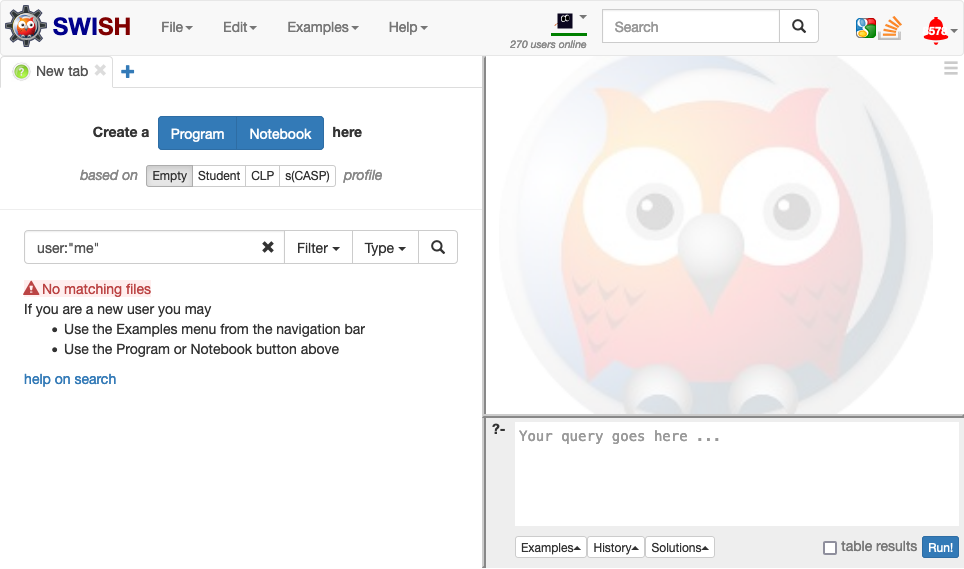 SWISH File Edit Examples Help
270 users online
Search
New tab
Create a Program Notebook here
based on Empty Student CLP s(CASP) profile
user:"me" Filter Type
No matching files
If you are a new user you may
Use the Examples menu from the navigation bar
Use the Program or Notebook button above
help on search
?- Your query goes here ...
Examples History Solutions table results Run!